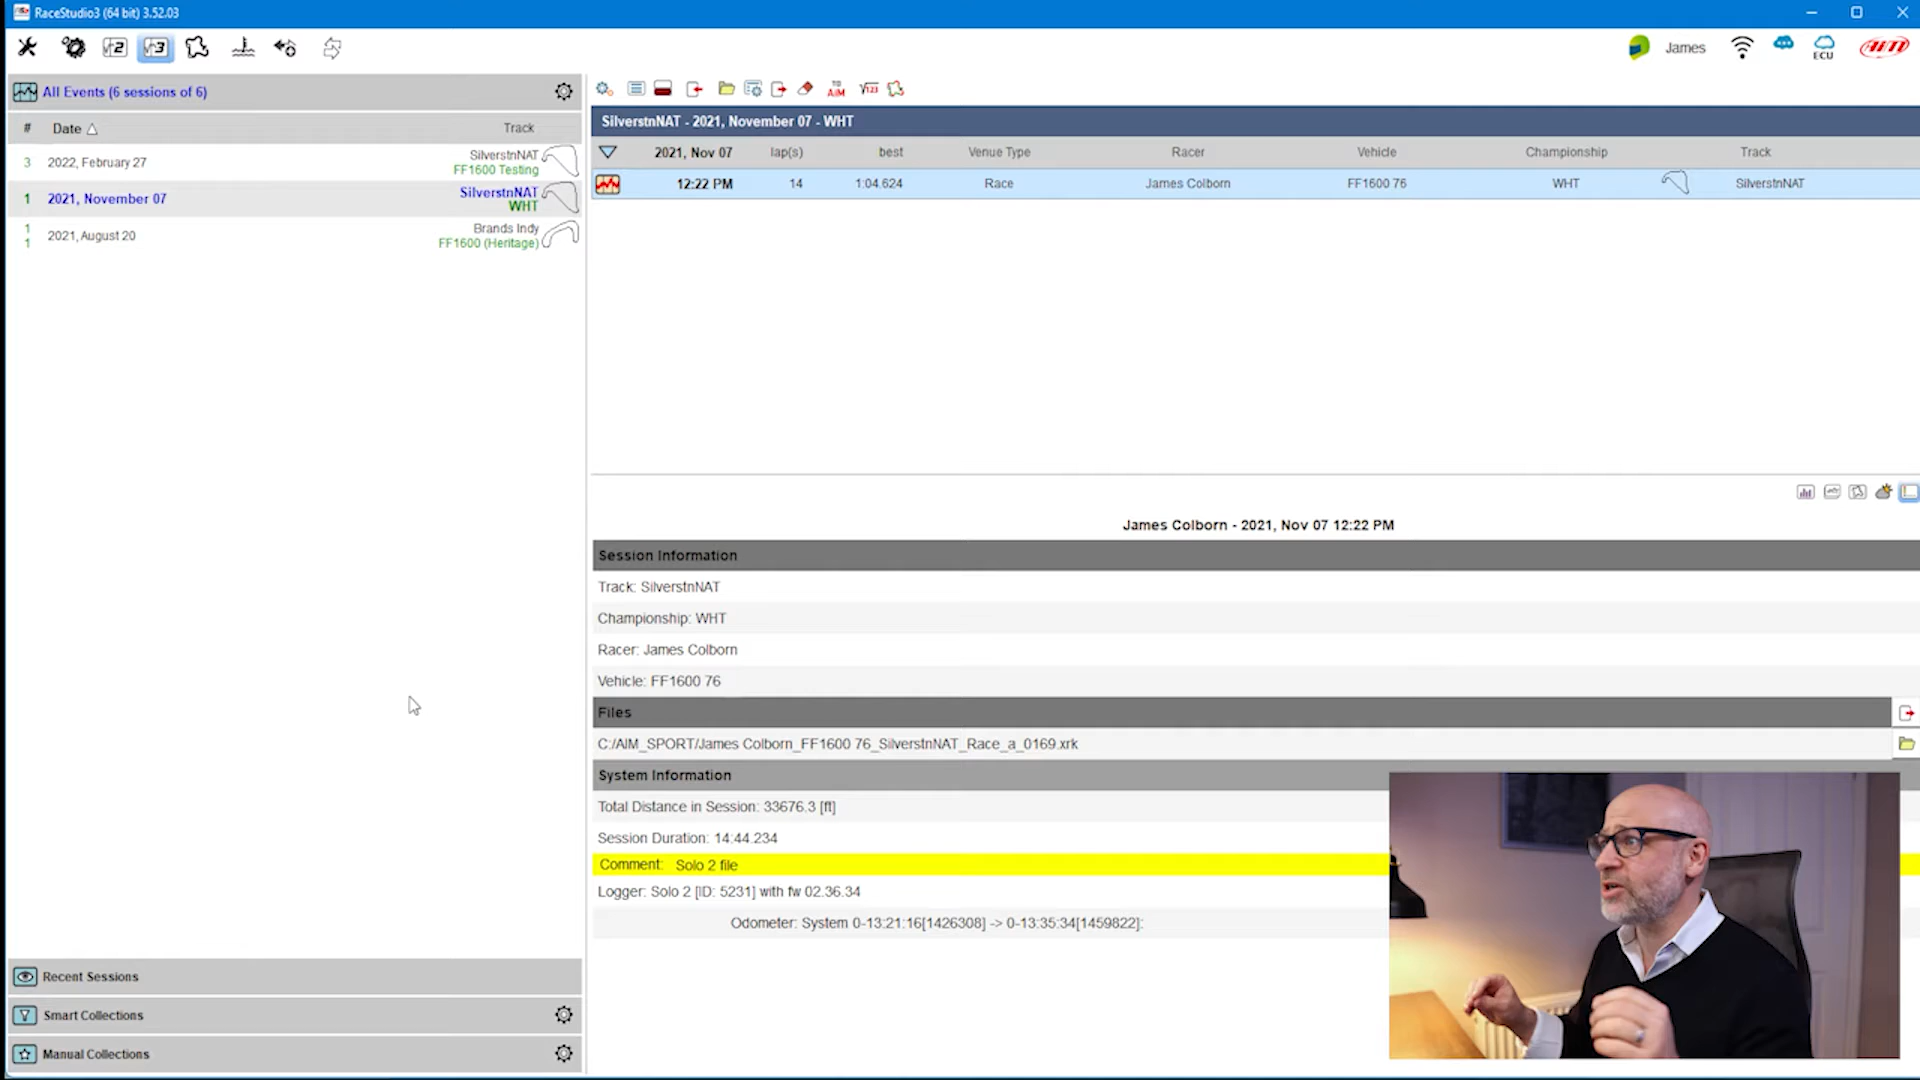 RaceStudio3 (64 bit) 3.52.03
James
ECU
AiM
All Events (6 sessions of 6)
# Date Track
3 2022, February 27 SilverstnNAT
FF1600 Testing
1 2021, November 07 SilverstnNAT
WHT
1 2021, August 20 Brands Indy
1 FF1600 (Heritage)
Recent Sessions
Smart Collections
Manual Collections
TO AiM
√123
SilverstnNAT - 2021, November 07 - WHT
2021, Nov 07 lap(s) best Venue Type Racer Vehicle Championship Track
12:22 PM 14 1:04.624 Race James Colborn FF1600 76 WHT SilverstnNAT
James Colborn - 2021, Nov 07 12:22 PM
Session Information
Track: SilverstnNAT
Championship: WHT
Racer: James Colborn
Vehicle: FF1600 76
Files
C:/AIM_SPORT/James Colborn_FF1600 76_SilverstnNAT_Race_a_0169.xrk
System Information
Total Distance in Session: 33676.3 [ft]
Session Duration: 14:44.234
Comment: Solo 2 file
Logger: Solo 2 [ID: 5231] with fw 02.36.34
Odometer: System 0-13:21:16[1426308] -> 0-13:35:34[1459822]: